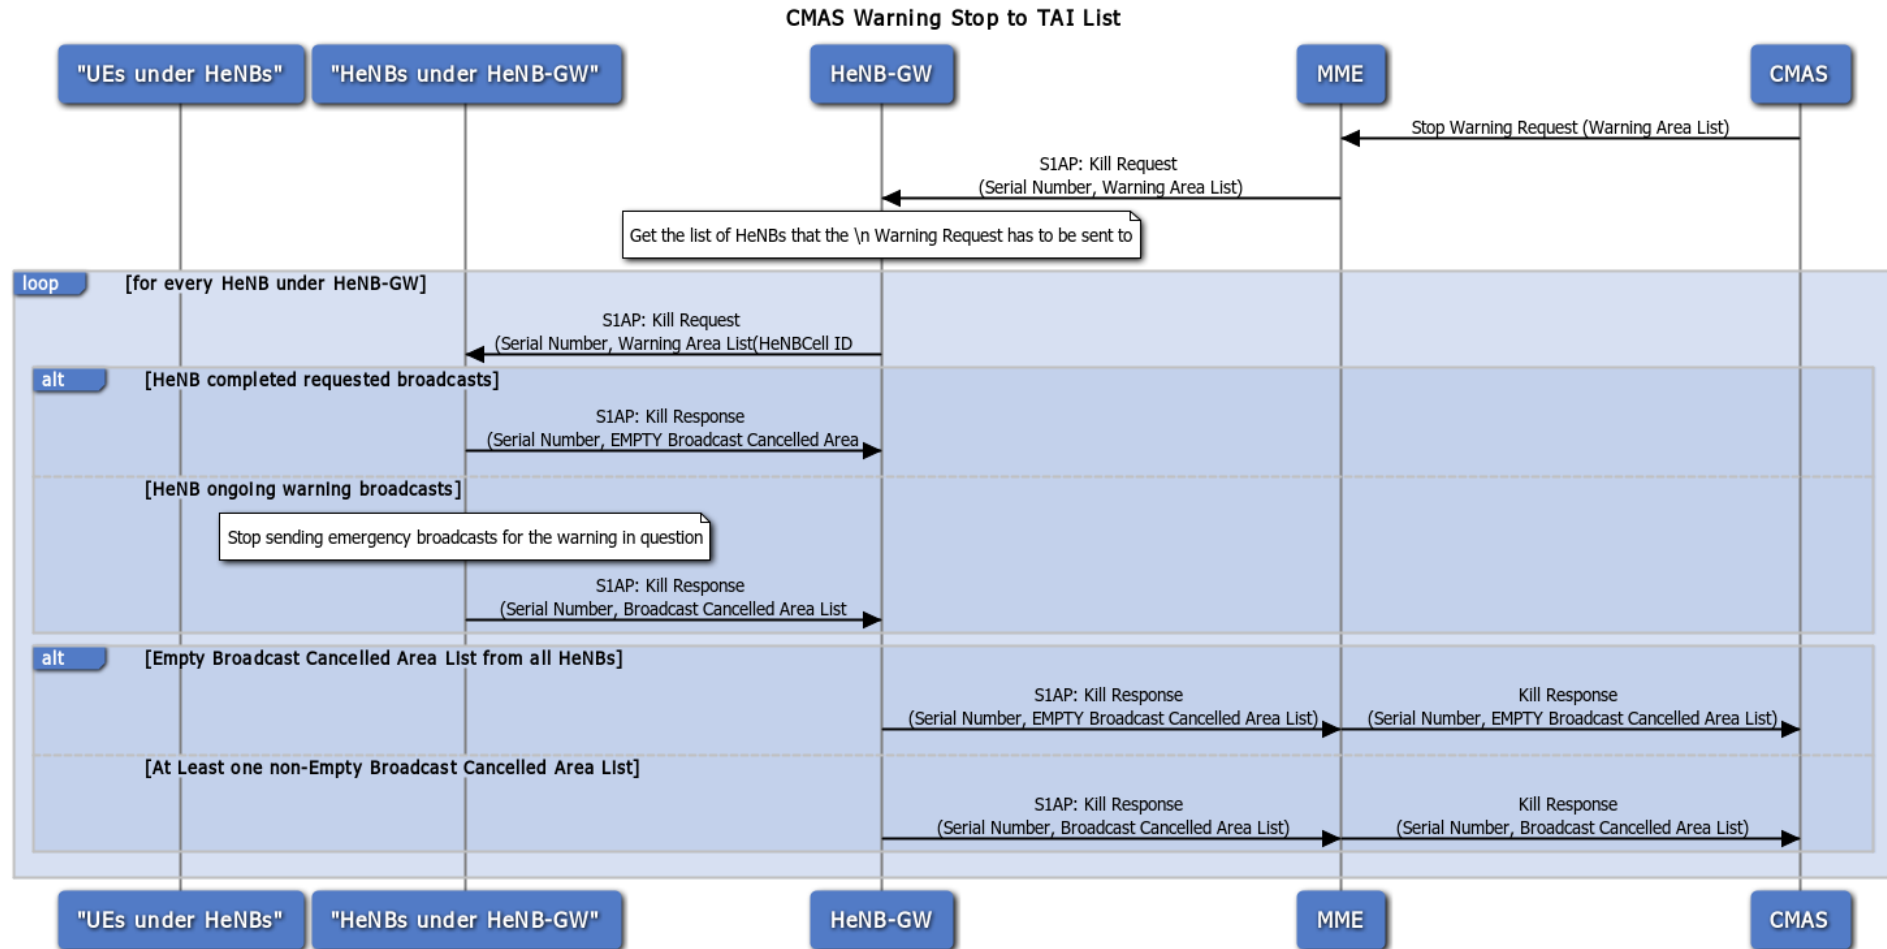 CMAS Warning Stop to TAI List
"UEs under HeNBs"
"HeNBs under HeNB-GW"
HeNB-GW
MME
CMAS
Stop Warning Request (Warning Area List)
S1AP: Kill Request
(Serial Number, Warning Area List)
Get the list of HeNBs that the \n Warning Request has to be sent to
loop
[for every HeNB under HeNB-GW]
S1AP: Kill Request
(Serial Number, Warning Area List(HeNBCell ID
alt
[HeNB completed requested broadcasts]
S1AP: Kill Response
(Serial Number, EMPTY Broadcast Cancelled Area
[HeNB ongoing warning broadcasts]
Stop sending emergency broadcasts for the warning in question
S1AP: Kill Response
(Serial Number, Broadcast Cancelled Area List
alt
[Empty Broadcast Cancelled Area List from all HeNBs]
S1AP: Kill Response
(Serial Number, EMPTY Broadcast Cancelled Area List)
Kill Response
(Serial Number, EMPTY Broadcast Cancelled Area List)
[At Least one non-Empty Broadcast Cancelled Area List]
S1AP: Kill Response
(Serial Number, Broadcast Cancelled Area List)
Kill Response
(Serial Number, Broadcast Cancelled Area List)
"UEs under HeNBs"
"HeNBs under HeNB-GW"
HeNB-GW
MME
CMAS